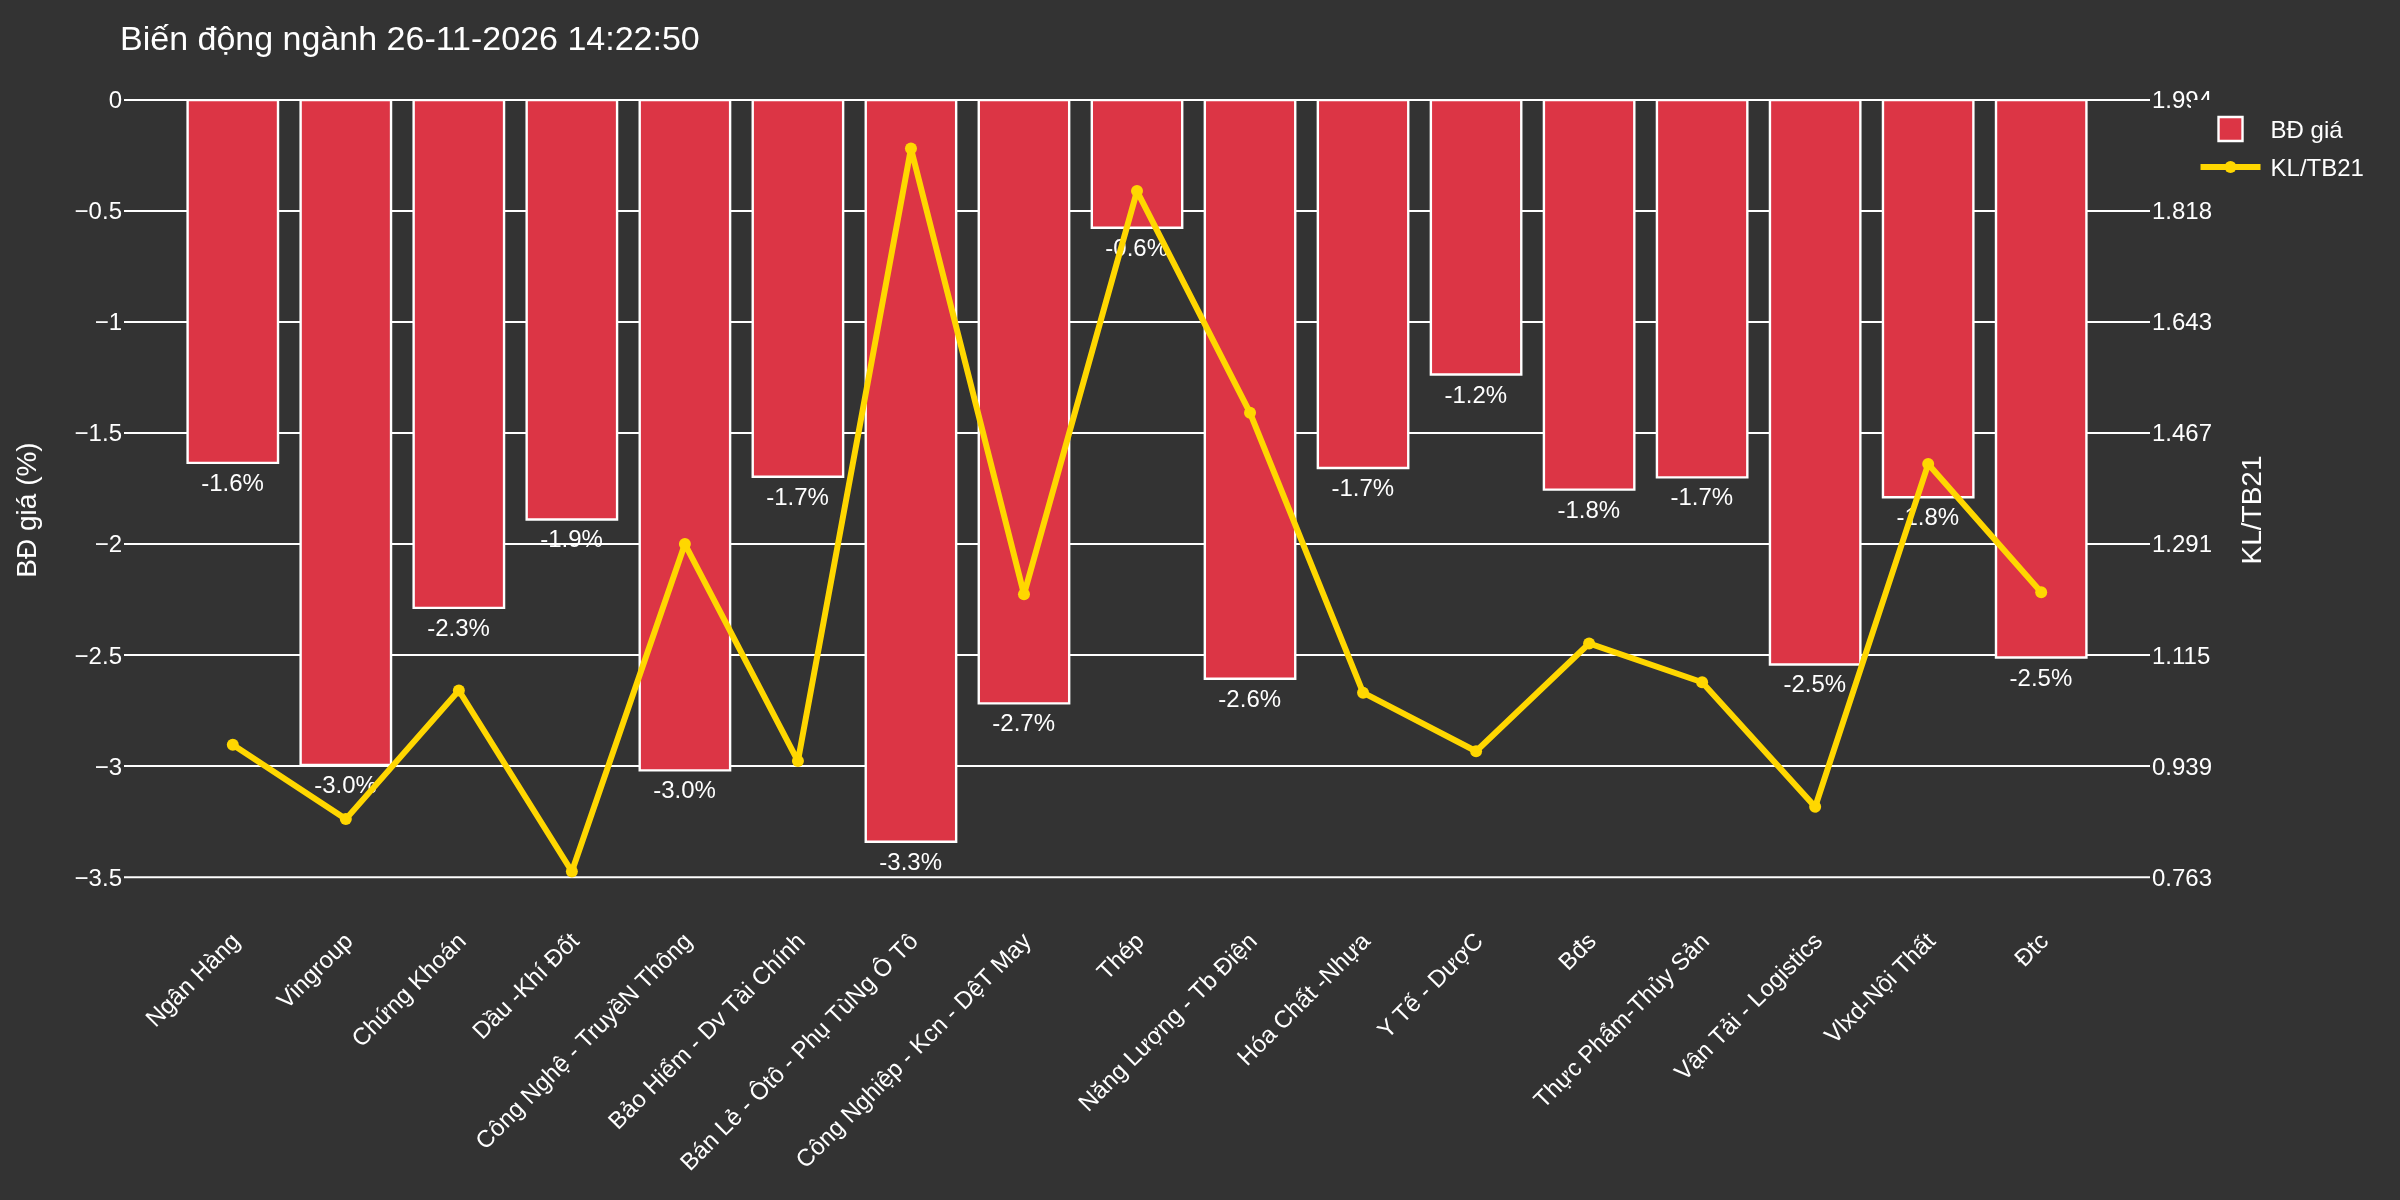 Biến động ngành 26-11-2026 14:22:50
BĐ giá
KL/TB21
0
−0.5
−1
−1.5
−2
−2.5
−3
−3.5
BĐ giá (%)
-1.6%
-3.0%
-2.3%
-1.9%
-3.0%
-1.7%
-3.3%
-2.7%
-0.6%
-2.6%
-1.7%
-1.2%
-1.8%
-1.7%
-2.5%
-1.8%
-2.5%
1.994
1.818
1.643
1.467
1.291
1.115
0.939
0.763
KL/TB21
Ngân Hàng
Vingroup
Chứng Khoán
Dầu -Khí Đốt
Công Nghệ - TruyềN Thông
Bảo Hiểm - Dv Tài Chính
Bán Lẻ - Ôtô - Phụ TùNg Ô Tô
Công Nghiệp - Kcn - DệT May
Thép
Năng Lượng - Tb Điện
Hóa Chất -Nhựa
Y Tế - DượC
Bđs
Thực Phẩm-Thủy Sản
Vận Tải - Logistics
Vlxd-Nội Thất
Đtc